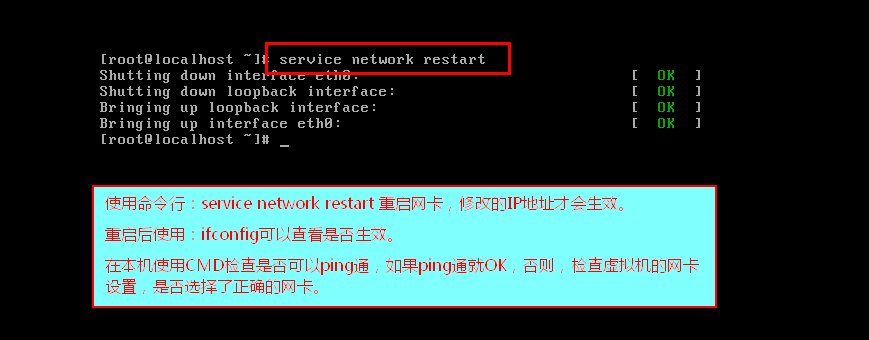 [root@localhost ~]# service network restart
Shutting down interface eth0: [ OK ]
Shutting down loopback interface: [ OK ]
Bringing up loopback interface: [ OK ]
Bringing up interface eth0: [ OK ]
[root@localhost ~]# _
使用命令行：service network restart 重启网卡，修改的IP地址才会生效。
重启后使用：ifconfig可以查看是否生效。
在本机使用CMD检查是否可以ping通，如果ping通就OK，否则，检查虚拟机的网卡
设置，是否选择了正确的网卡。